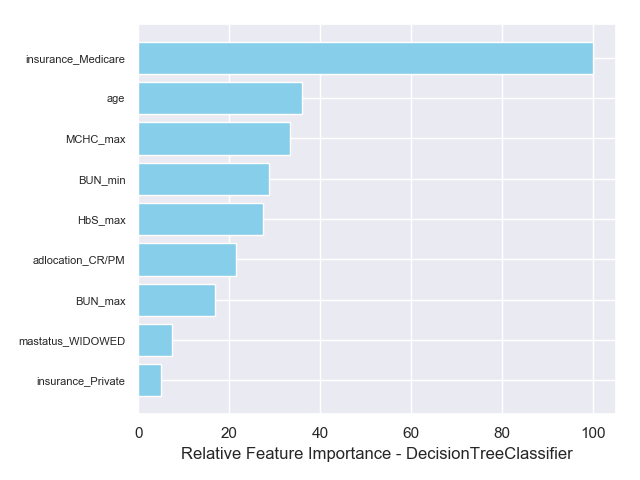 insurance_Medicare
age
MCHC_max
BUN_min
HbS_max
adlocation_CR/PM
BUN_max
mastatus_WIDOWED
insurance_Private
0 20 40 60 80 100
Relative Feature Importance - DecisionTreeClassifier